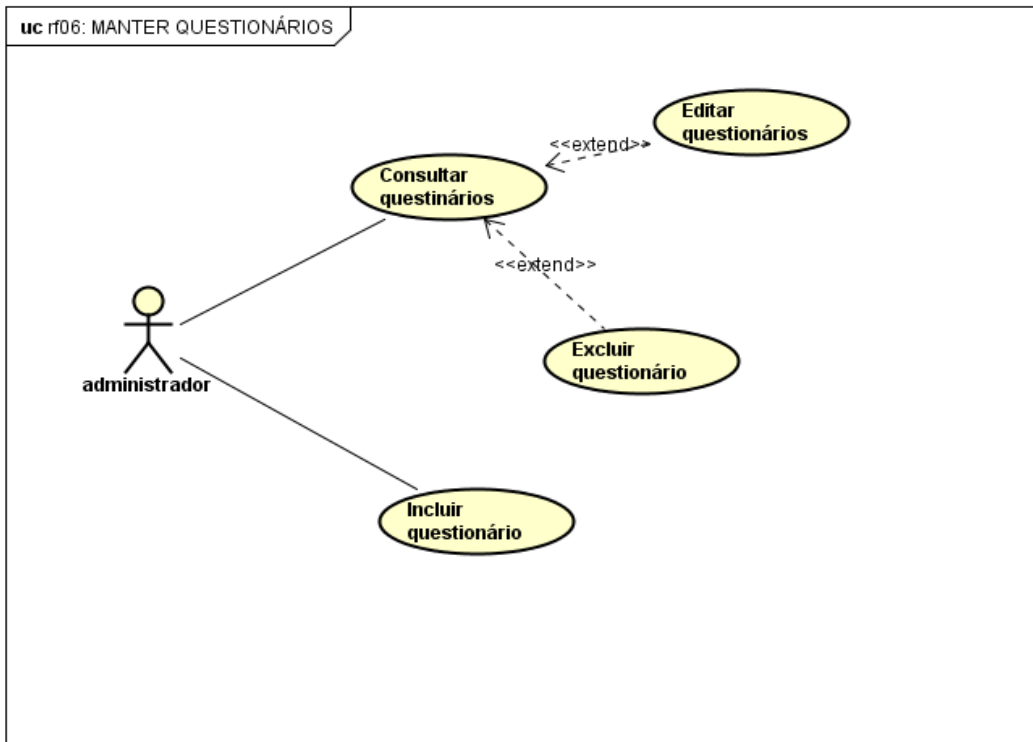 uc rf06: MANTER QUESTIONÁRIOS
Editar
questionários
<<extend>>
Consultar
questinários
<<extend>>
Excluir
questionário
administrador
Incluir
questionário